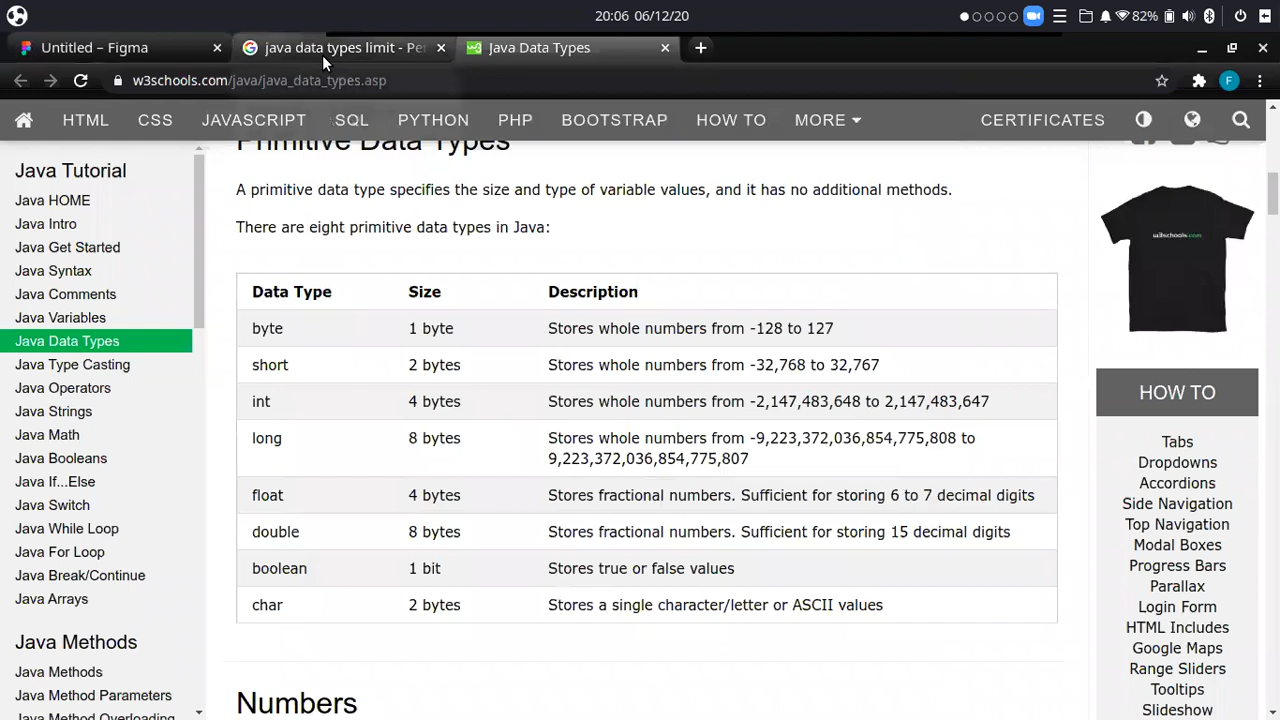 20:06 06/12/20
82%
Untitled – Figma
java data types limit - Pe
Java Data Types
w3schools.com/java/java_data_types.asp
F
HTML CSS JAVASCRIPT SQL PYTHON PHP BOOTSTRAP HOW TO MORE CERTIFICATES
Java Tutorial
Java HOME
Java Intro
Java Get Started
Java Syntax
Java Comments
Java Variables
Java Data Types
Java Type Casting
Java Operators
Java Strings
Java Math
Java Booleans
Java If...Else
Java Switch
Java While Loop
Java For Loop
Java Break/Continue
Java Arrays
Java Methods
Java Methods
Java Method Parameters
Java Method Overloading
Primitive Data Types
A primitive data type specifies the size and type of variable values, and it has no additional methods.
There are eight primitive data types in Java:
Data Type Size Description
byte 1 byte Stores whole numbers from -128 to 127
short 2 bytes Stores whole numbers from -32,768 to 32,767
int 4 bytes Stores whole numbers from -2,147,483,648 to 2,147,483,647
long 8 bytes Stores whole numbers from -9,223,372,036,854,775,808 to
9,223,372,036,854,775,807
float 4 bytes Stores fractional numbers. Sufficient for storing 6 to 7 decimal digits
double 8 bytes Stores fractional numbers. Sufficient for storing 15 decimal digits
boolean 1 bit Stores true or false values
char 2 bytes Stores a single character/letter or ASCII values
Numbers
w3schools.com
HOW TO
Tabs
Dropdowns
Accordions
Side Navigation
Top Navigation
Modal Boxes
Progress Bars
Parallax
Login Form
HTML Includes
Google Maps
Range Sliders
Tooltips
Slideshow